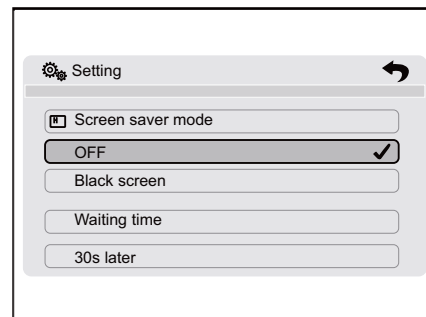 Setting
Screen saver mode
OFF
Black screen
Waiting time
30s later